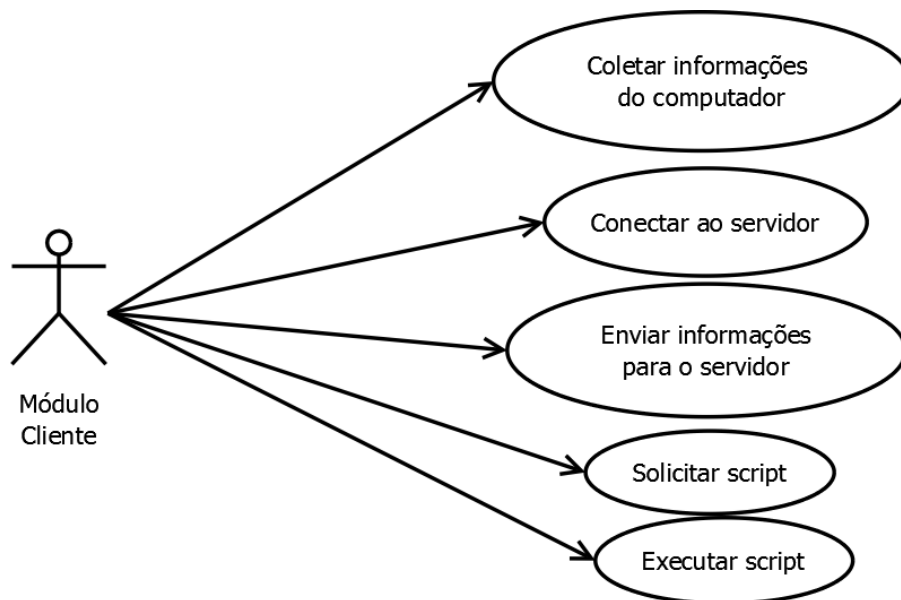 Coletar informações
do computador
Conectar ao servidor
Enviar informações
para o servidor
Módulo
Cliente
Solicitar script
Executar script